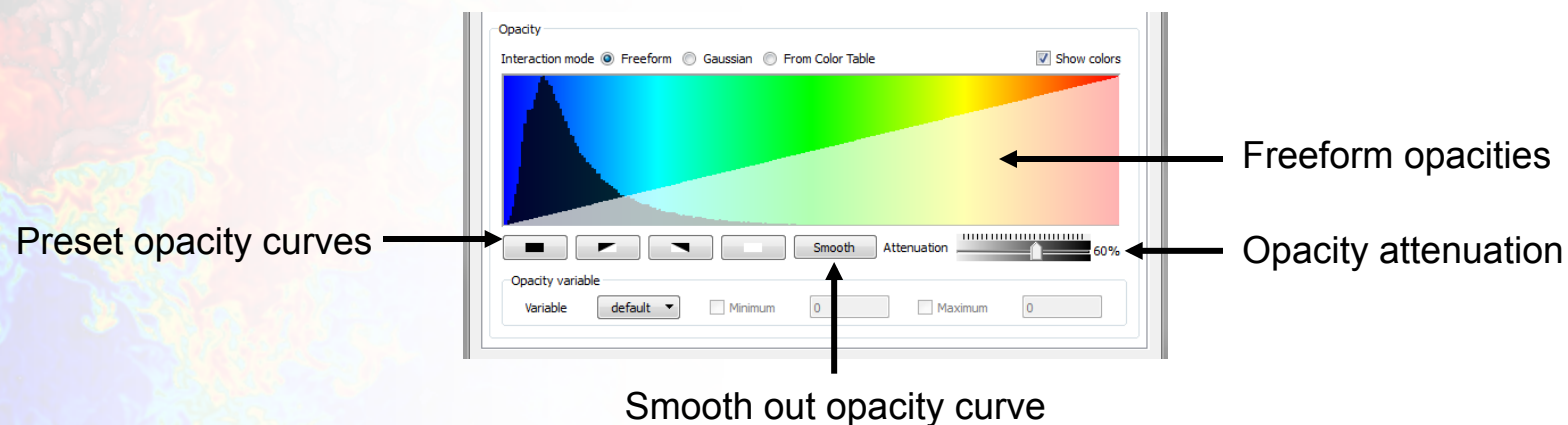 Opacity
Interaction mode Freeform Gaussian From Color Table Show colors
Freeform opacities
Preset opacity curves
Smooth Attenuation 60%
Opacity attenuation
Opacity variable
Variable default Minimum 0 Maximum 0
Smooth out opacity curve